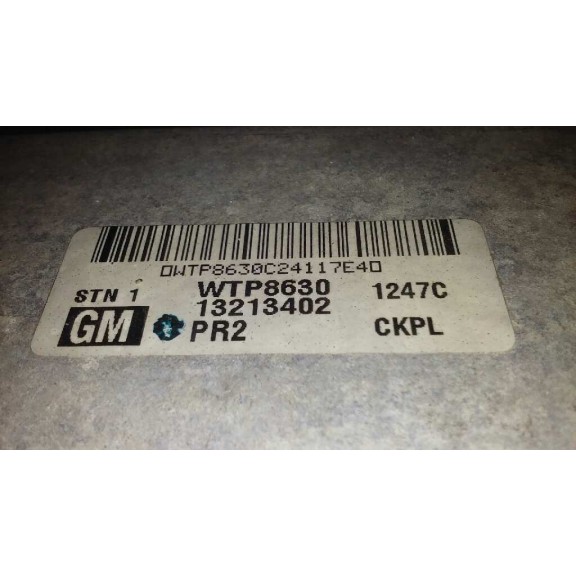 0WTP8630C24117E40
STN 1 WTP8630 1247C
13213402
GM PR2 CKPL